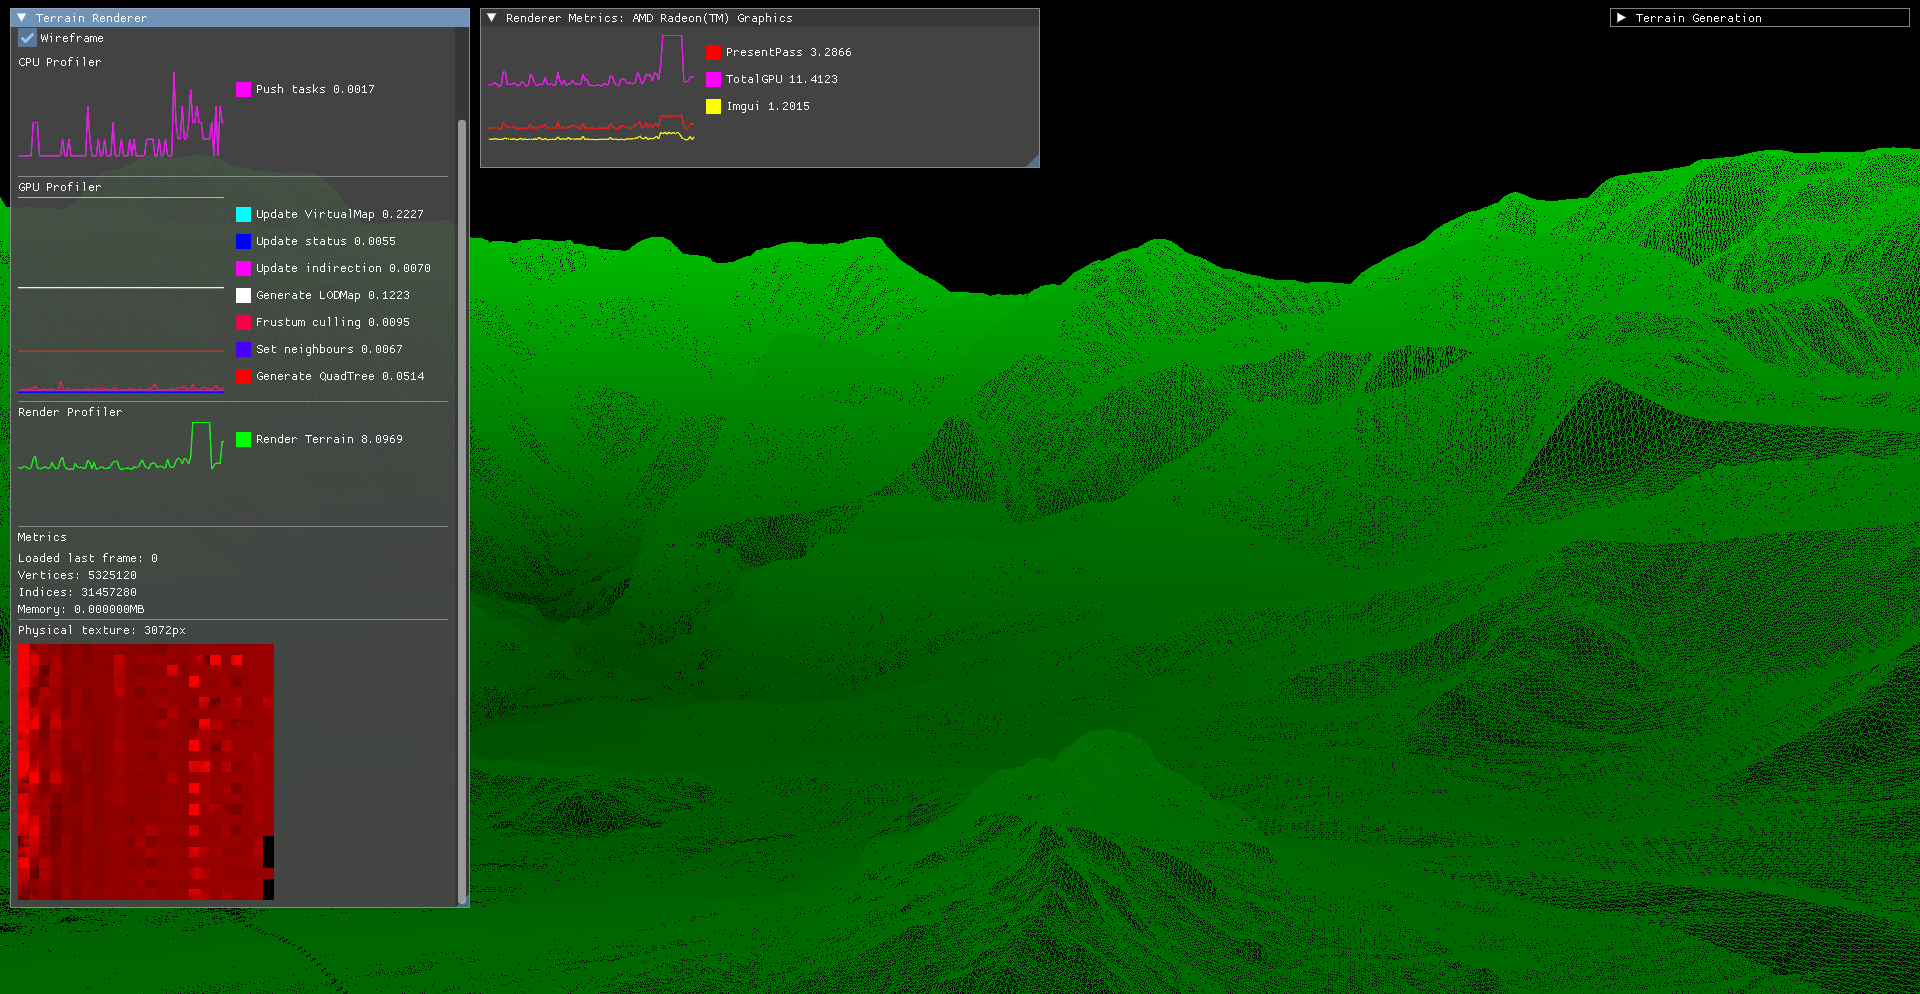 Terrain Renderer
Wireframe
CPU Profiler
Push tasks 0.0017
GPU Profiler
Update VirtualMap 0.2227
Update status 0.0055
Update indirection 0.0070
Generate LODMap 0.1223
Frustum culling 0.0095
Set neighbours 0.0067
Generate QuadTree 0.0514
Render Profiler
Render Terrain 8.0969
Metrics
Loaded last frame: 0
Vertices: 5325120
Indices: 31457280
Memory: 0.000000MB
Physical texture: 3072px
Renderer Metrics: AMD Radeon(TM) Graphics
PresentPass 3.2866
TotalGPU 11.4123
Imgui 1.2015
Terrain Generation